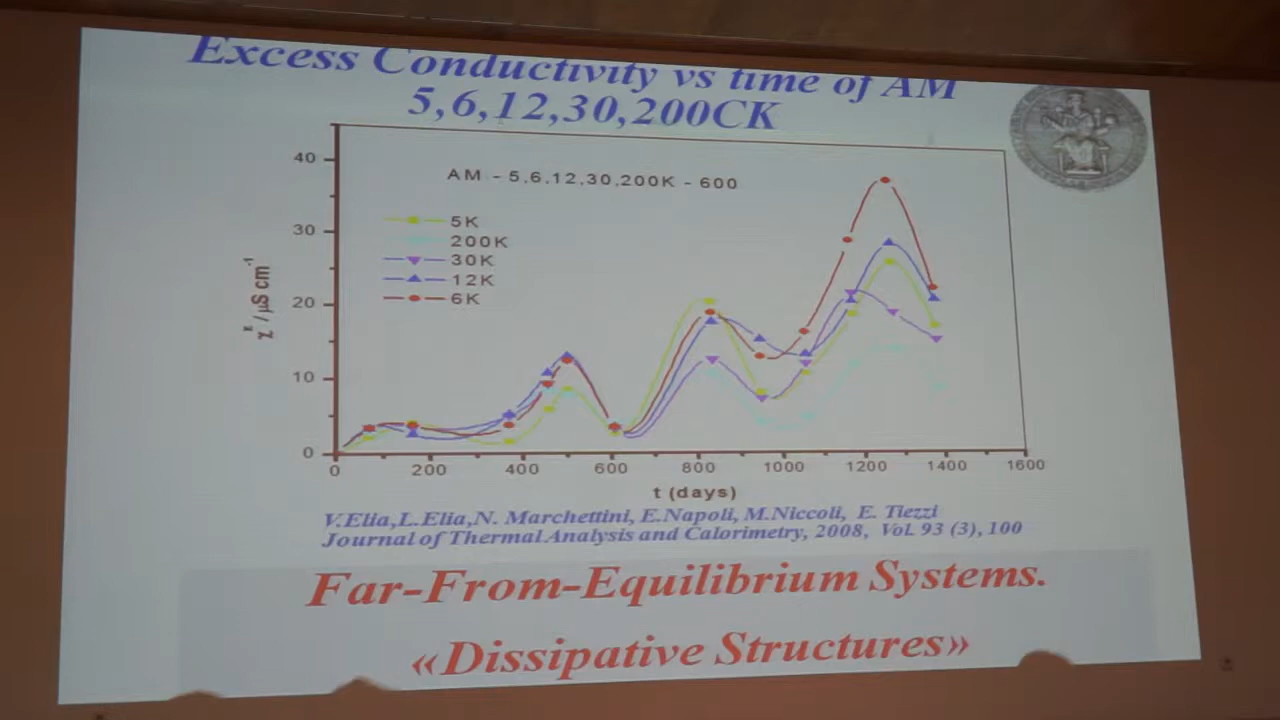 Excess Conductivity vs time of AM
5,6,12,30,200CK
AM - 5,6,12,30,200K - 600
5K
200K
30K
12K
6K
40
30
20
10
0
χᴱ / μS cm⁻¹
0 200 400 600 800 1000 1200 1400 1600
t (days)
V.Elia,L.Elia,N. Marchettini, E.Napoli, M.Niccoli, E. Tiezzi
Journal of Thermal Analysis and Calorimetry, 2008, Vol. 93 (3), 100
Far-From-Equilibrium Systems.
«Dissipative Structures»